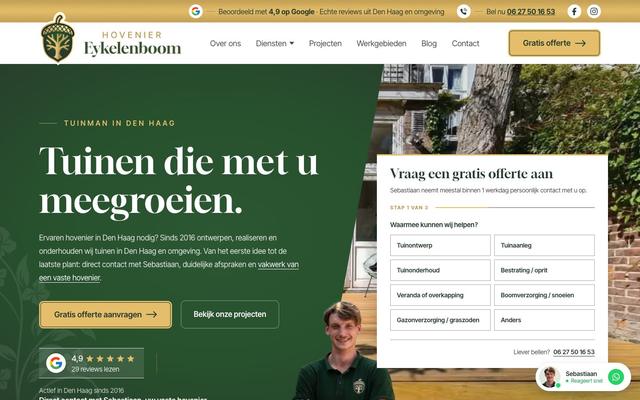 Beoordeeld met 4,9 op Google · Echte reviews uit Den Haag en omgeving
Bel nu 06 27 50 16 53
HOVENIER
Eykelenboom
Over ons
Diensten
Projecten
Werkgebieden
Blog
Contact
Gratis offerte
TUINMAN IN DEN HAAG
Tuinen die met u
meegroeien.
Ervaren hovenier in Den Haag nodig? Sinds 2016 ontwerpen, realiseren en
onderhouden wij tuinen in Den Haag en omgeving. Van het eerste idee tot de
laatste plant: direct contact met Sebastiaan, duidelijke afspraken en vakwerk van
een vaste hovenier.
Gratis offerte aanvragen
Bekijk onze projecten
4,9
29 reviews lezen
Actief in Den Haag sinds 2016
Direct contact met Sebastiaan, uw vaste hovenier
Vraag een gratis offerte aan
Sebastiaan neemt meestal binnen 1 werkdag persoonlijk contact met u op.
STAP 1 VAN 3
Waarmee kunnen wij helpen?
Tuinontwerp
Tuinaanleg
Tuinonderhoud
Bestrating / oprit
Veranda of overkapping
Boomverzorging / snoeien
Gazonverzorging / graszoden
Anders
Liever bellen? 06 27 50 16 53
Sebastiaan
Reageert snel